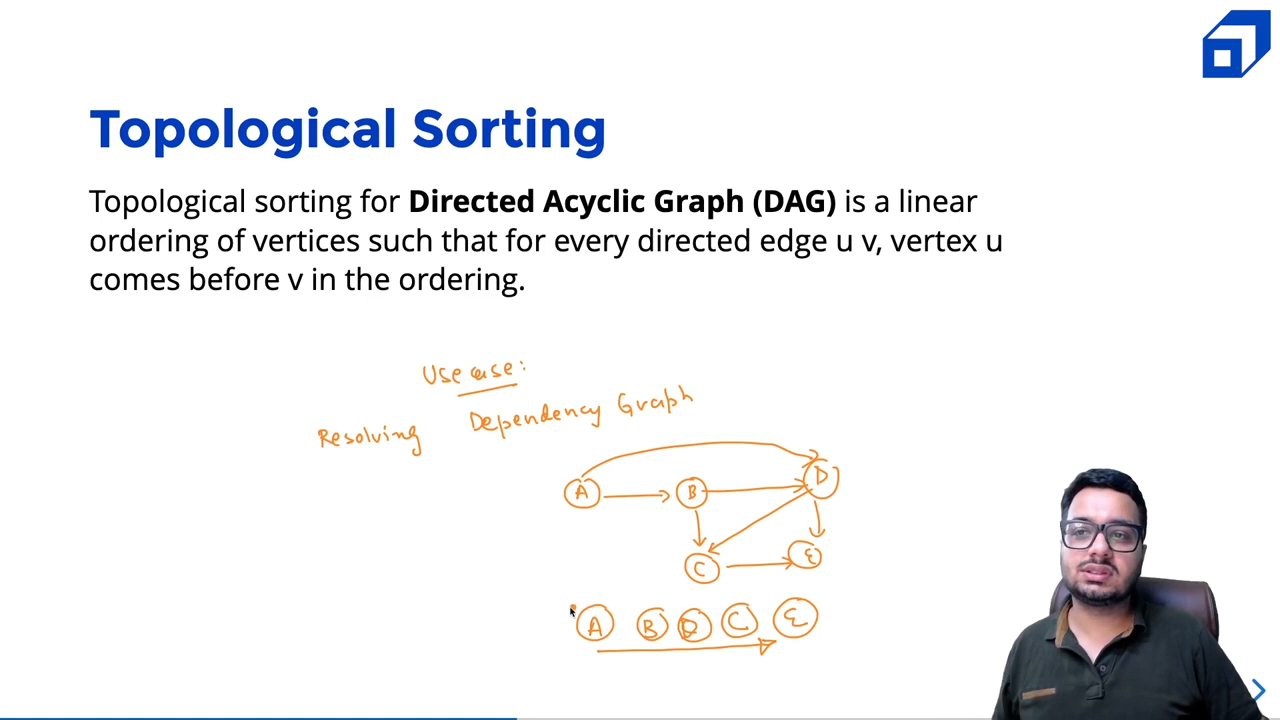 Topological Sorting
Topological sorting for Directed Acyclic Graph (DAG) is a linear
ordering of vertices such that for every directed edge u v, vertex u
comes before v in the ordering.
Use case:
Resolving Dependency Graph
A B D
C E
A B D C E